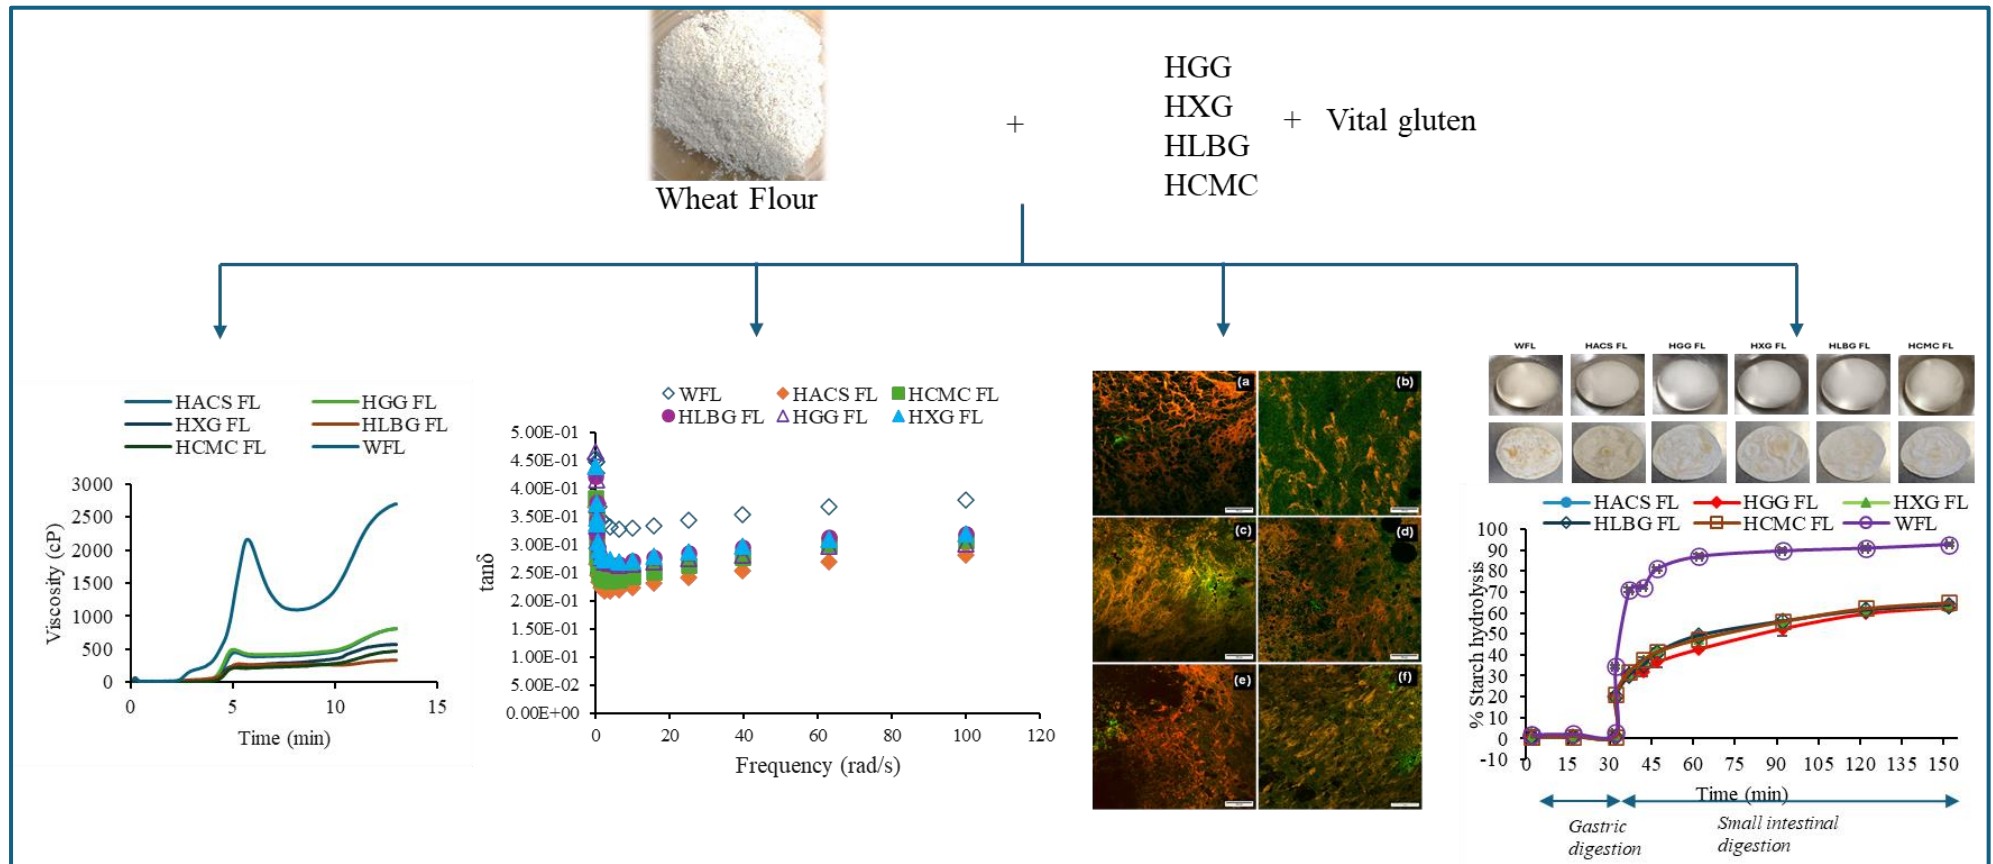 HGG
HXG
HLBG
HCMC
+
+ Vital gluten
Wheat Flour
HACS FL
HGG FL
HXG FL
HLBG FL
HCMC FL
WFL
3000
2500
2000
1500
1000
500
0
Viscosity (cP)
0 5 10 15
Time (min)
WFL HACS FL HCMC FL
HLBG FL HGG FL HXG FL
5.00E-01
4.50E-01
4.00E-01
3.50E-01
3.00E-01
2.50E-01
2.00E-01
1.50E-01
1.00E-01
5.00E-02
0.00E+00
tanδ
0 20 40 60 80 100 120
Frequency (rad/s)
(a
(b)
(c)
(d)
(e)
(f)
WFL HACS FL HGG FL HXG FL HLBG FL HCMC FL
HACS FL HGG FL HXG FL
HLBG FL HCMC FL WFL
100
90
80
70
60
50
40
30
20
10
0
-10
% Starch hydrolysis
0 15 30 45 60 75 90 105 120 135 150
Time (min)
Gastric
digestion
Small intestinal
digestion